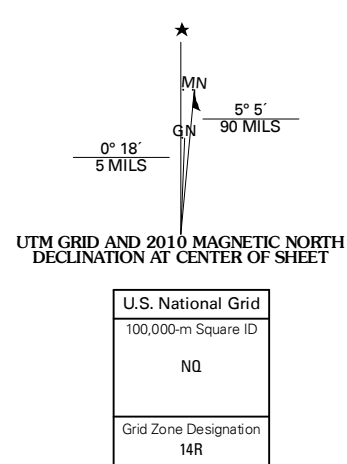 ★
MN
GN
5° 5´
90 MILS
0° 18´
5 MILS
UTM GRID AND 2010 MAGNETIC NORTH
DECLINATION AT CENTER OF SHEET
U.S. National Grid
100,000-m Square ID
NQ
Grid Zone Designation
14R